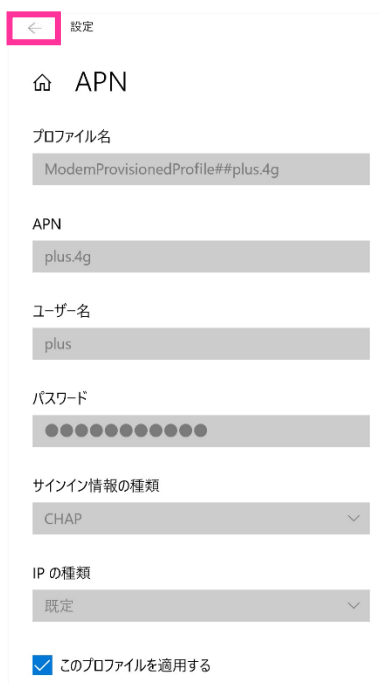 設定
APN
プロファイル名
ModemProvisionedProfile##plus.4g
APN
plus.4g
ユーザー名
plus
パスワード
●●●●●●●●●●●
サインイン情報の種類
CHAP
IP の種類
既定
このプロファイルを適用する